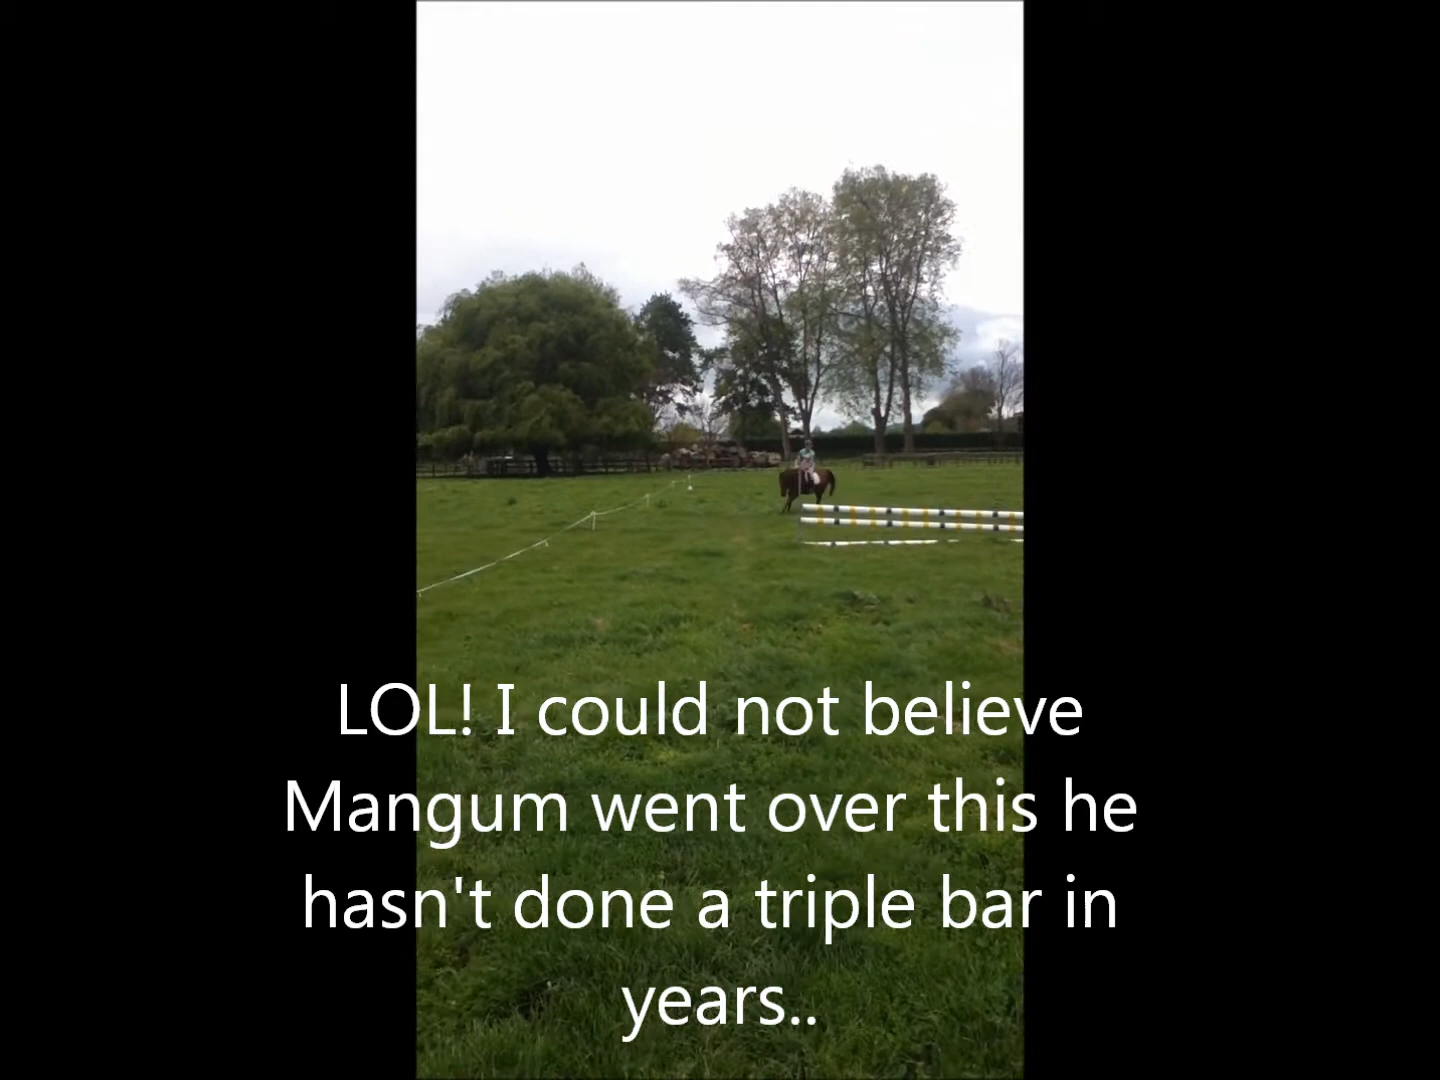 LOL! I could not believe
Mangum went over this he
hasn't done a triple bar in
years..